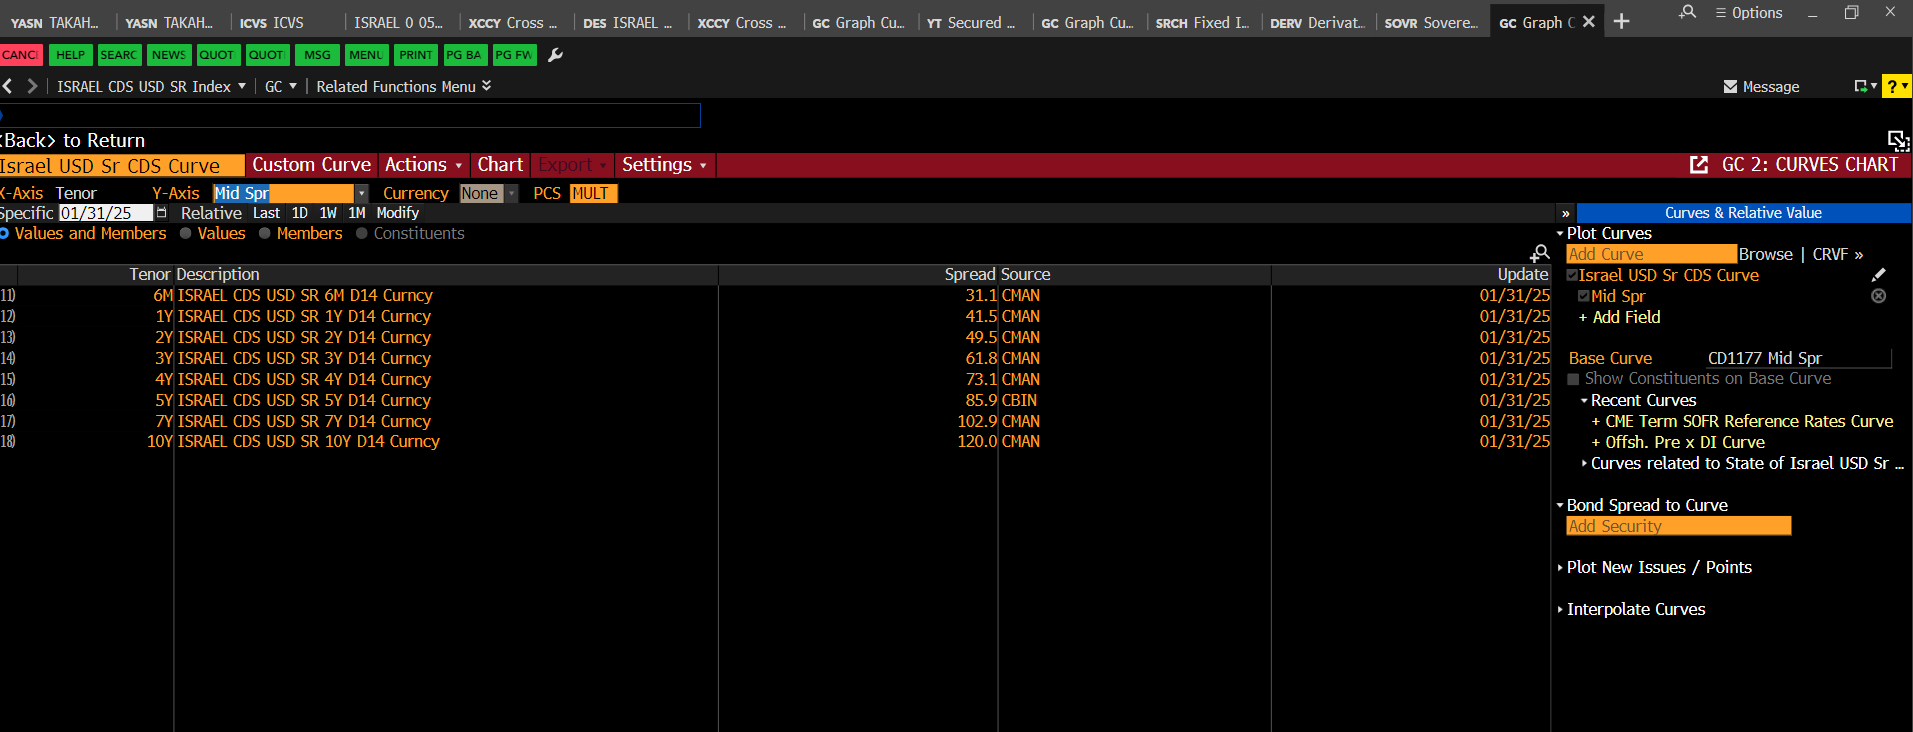 YASN TAKAH... YASN TAKAH... ICVS ICVS ISRAEL 0 05... XCCY Cross ... DES ISRAEL ... XCCY Cross ... GC Graph Cu... YT Secured ... GC Graph Cu... SRCH Fixed I... DERV Derivat... SOVR Sovere... GC Graph C Options
CANC HELP SEARC NEWS QUOT QUOT MSG MENU PRINT PG BA PG FW
ISRAEL CDS USD SR Index GC Related Functions Menu Message ?
<Back> to Return
Israel USD Sr CDS Curve Custom Curve Actions Chart Export Settings GC 2: CURVES CHART
X-Axis Tenor Y-Axis Mid Spr Currency None PCS MULT
Specific 01/31/25 Relative Last 1D 1W 1M Modify » Curves & Relative Value
Values and Members Values Members Constituents
Tenor Description Spread Source Update
11) 6M ISRAEL CDS USD SR 6M D14 Curncy 31.1 CMAN 01/31/25
12) 1Y ISRAEL CDS USD SR 1Y D14 Curncy 41.5 CMAN 01/31/25
13) 2Y ISRAEL CDS USD SR 2Y D14 Curncy 49.5 CMAN 01/31/25
14) 3Y ISRAEL CDS USD SR 3Y D14 Curncy 61.8 CMAN 01/31/25
15) 4Y ISRAEL CDS USD SR 4Y D14 Curncy 73.1 CMAN 01/31/25
16) 5Y ISRAEL CDS USD SR 5Y D14 Curncy 85.9 CBIN 01/31/25
17) 7Y ISRAEL CDS USD SR 7Y D14 Curncy 102.9 CMAN 01/31/25
18) 10Y ISRAEL CDS USD SR 10Y D14 Curncy 120.0 CMAN 01/31/25
Plot Curves
Add Curve Browse | CRVF »
Israel USD Sr CDS Curve
Mid Spr
+ Add Field
Base Curve CD1177 Mid Spr
Show Constituents on Base Curve
Recent Curves
+ CME Term SOFR Reference Rates Curve
+ Offsh. Pre x DI Curve
Curves related to State of Israel USD Sr ...
Bond Spread to Curve
Add Security
Plot New Issues / Points
Interpolate Curves